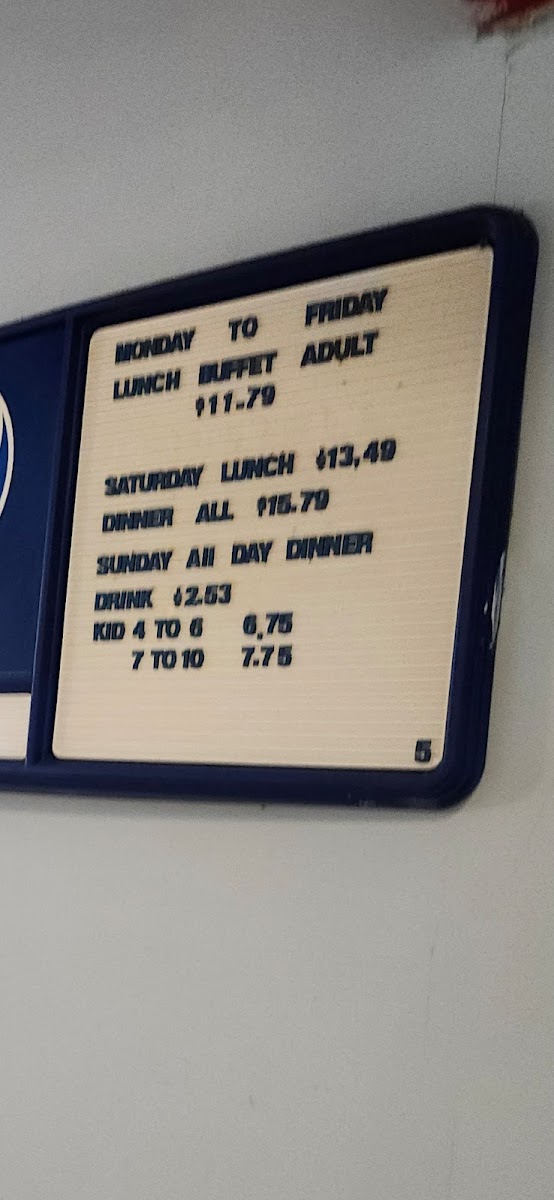 MONDAY TO FRIDAY
LUNCH BUFFET ADULT
$11.79
SATURDAY LUNCH $13,49
DINNER ALL $15.79
SUNDAY All DAY DINNER
DRINK $2.53
KID 4 TO 6 6,75
7 TO 10 7.75
5